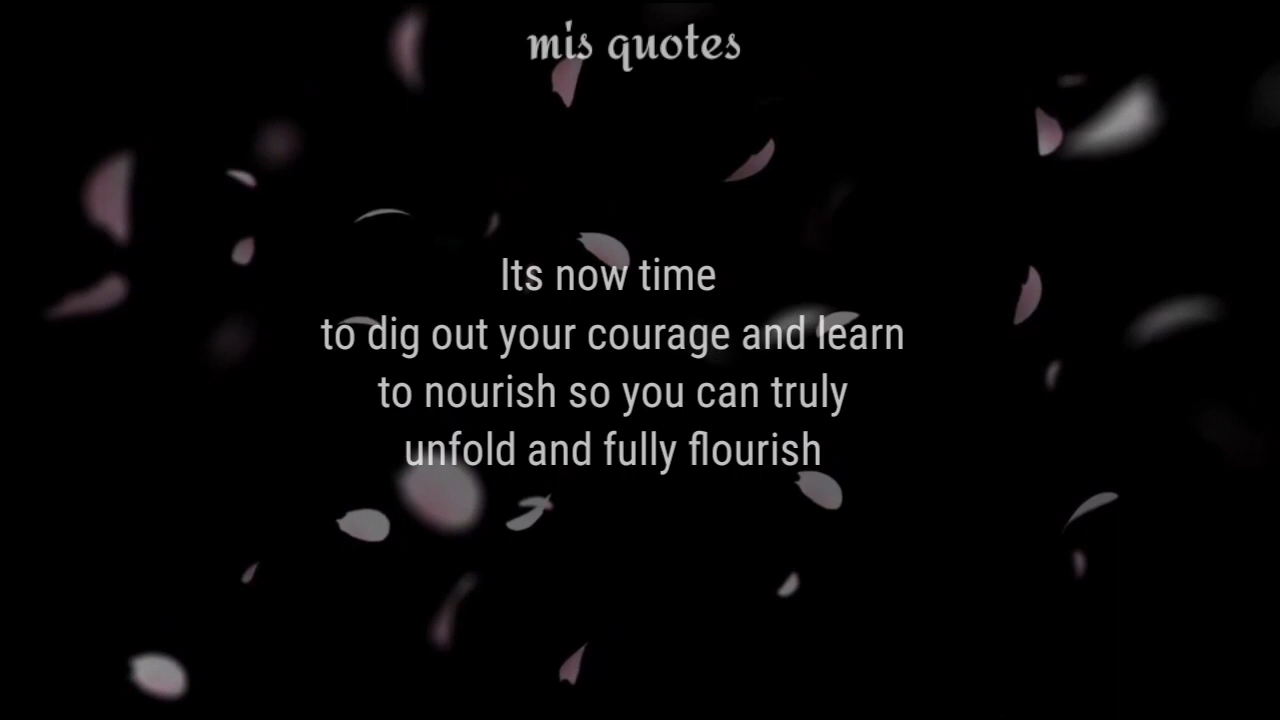 mis quotes
Its now time
to dig out your courage and learn
to nourish so you can truly
unfold and fully flourish